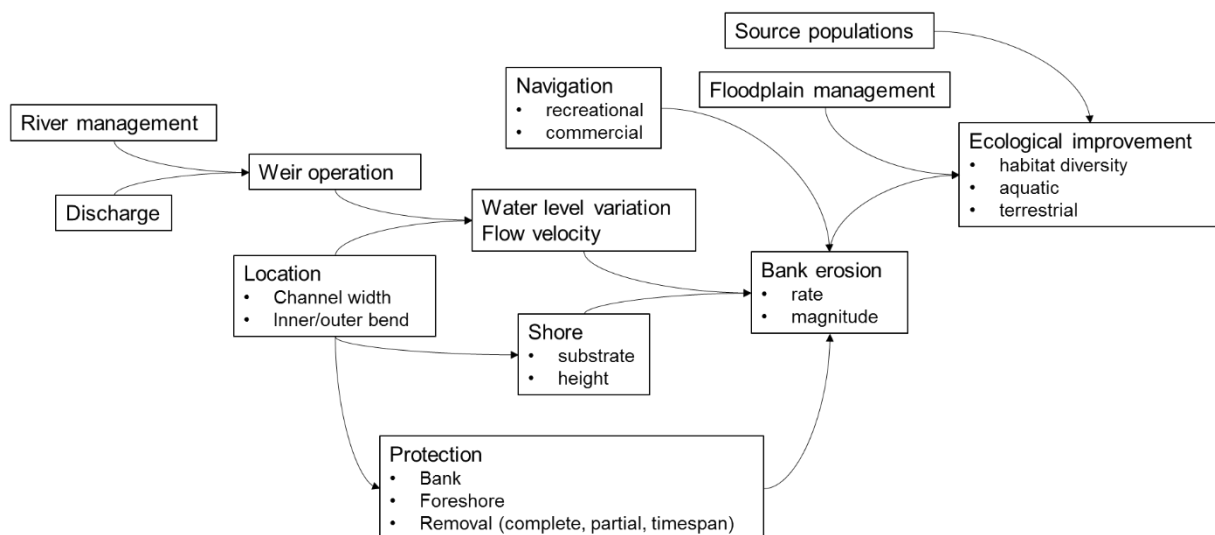 Source populations
Navigation
• recreational
• commercial
Floodplain management
River management
Ecological improvement
• habitat diversity
• aquatic
• terrestrial
Weir operation
Discharge
Water level variation
Flow velocity
Location
• Channel width
• Inner/outer bend
Bank erosion
• rate
• magnitude
Shore
• substrate
• height
Protection
• Bank
• Foreshore
• Removal (complete, partial, timespan)